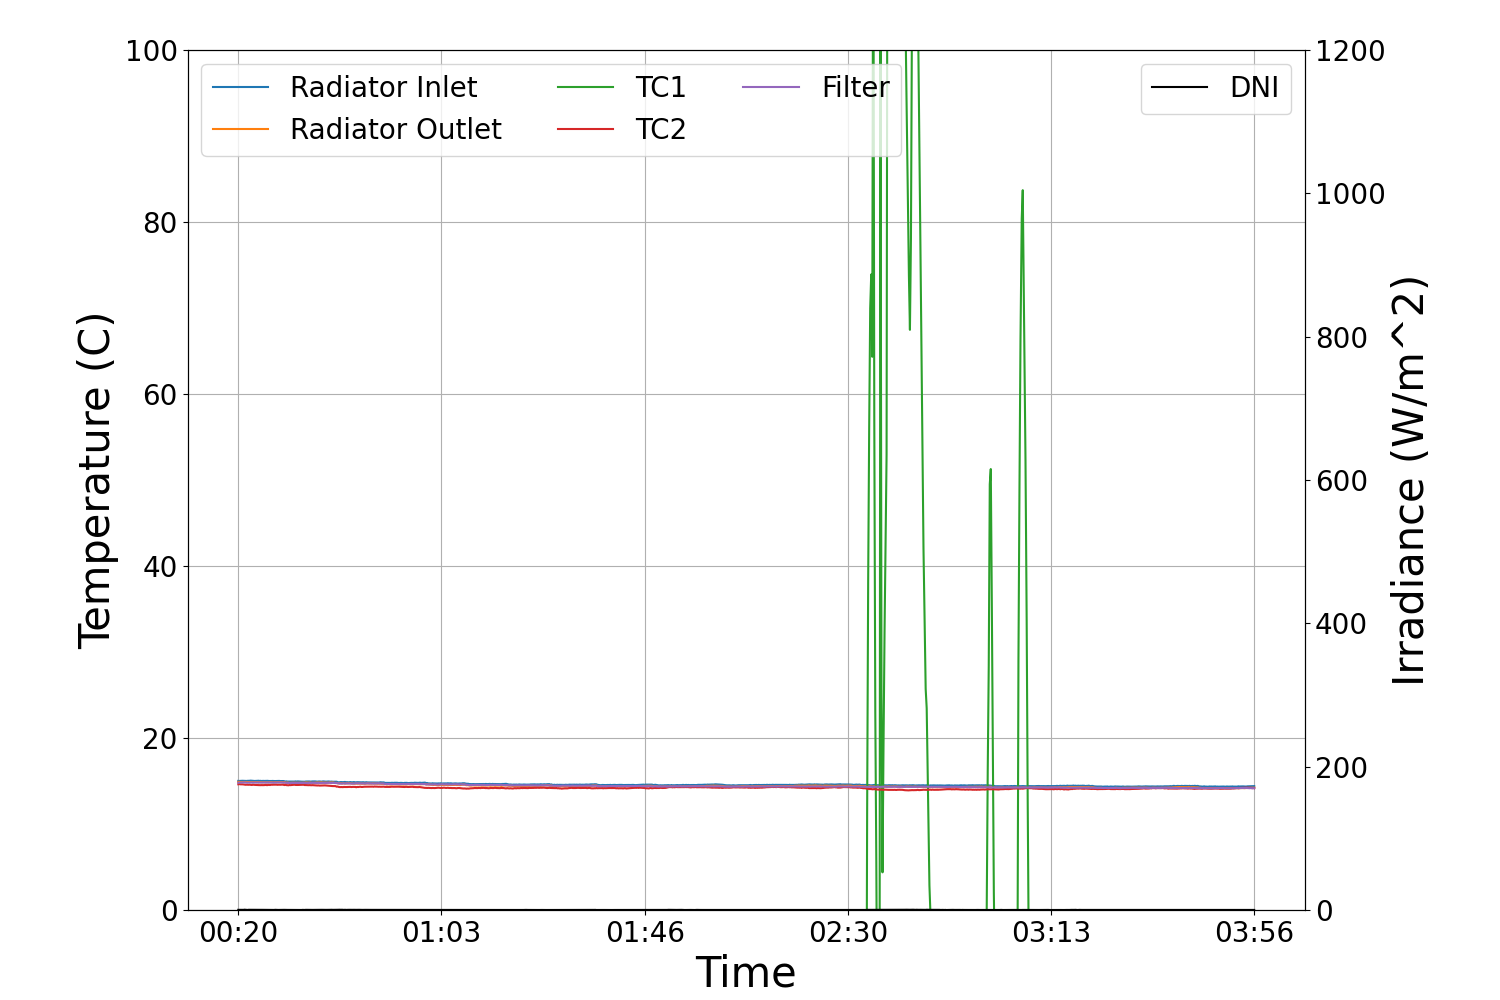 100
80
60
40
20
0
Temperature (C)
Radiator Inlet
Radiator Outlet
TC1
TC2
Filter
DNI
1200
1000
800
600
400
200
0
Irradiance (W/m^2)
00:20 01:03 01:46 02:30 03:13 03:56
Time